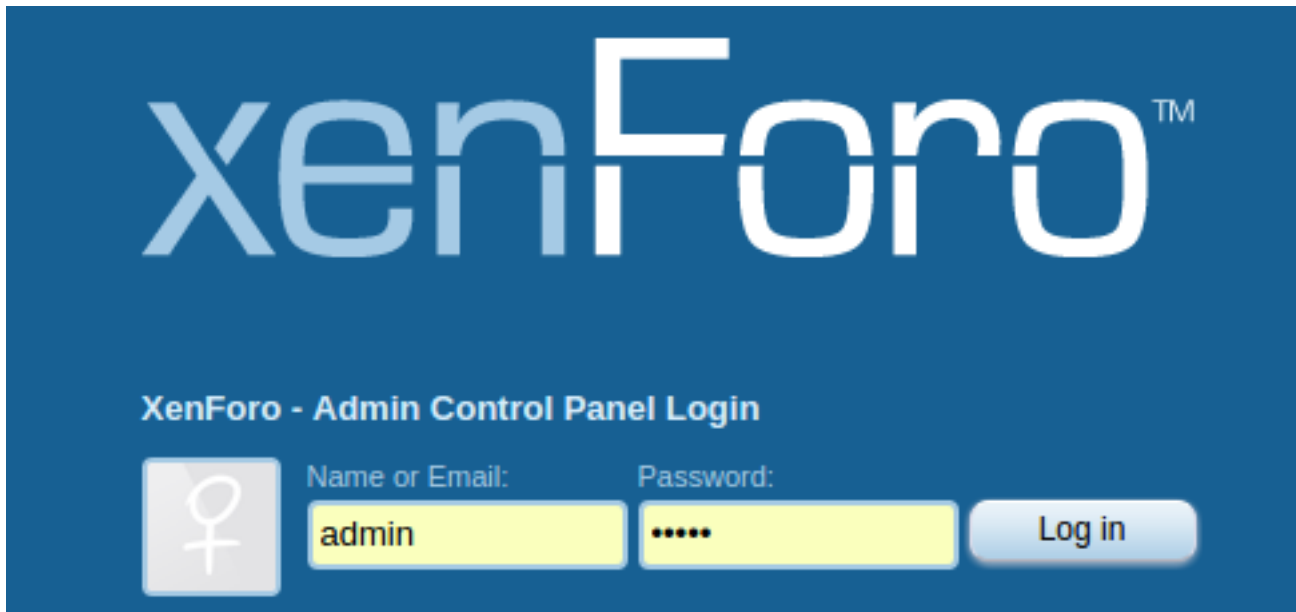 xenForo™
XenForo - Admin Control Panel Login
Name or Email: Password:
admin ••••• Log in